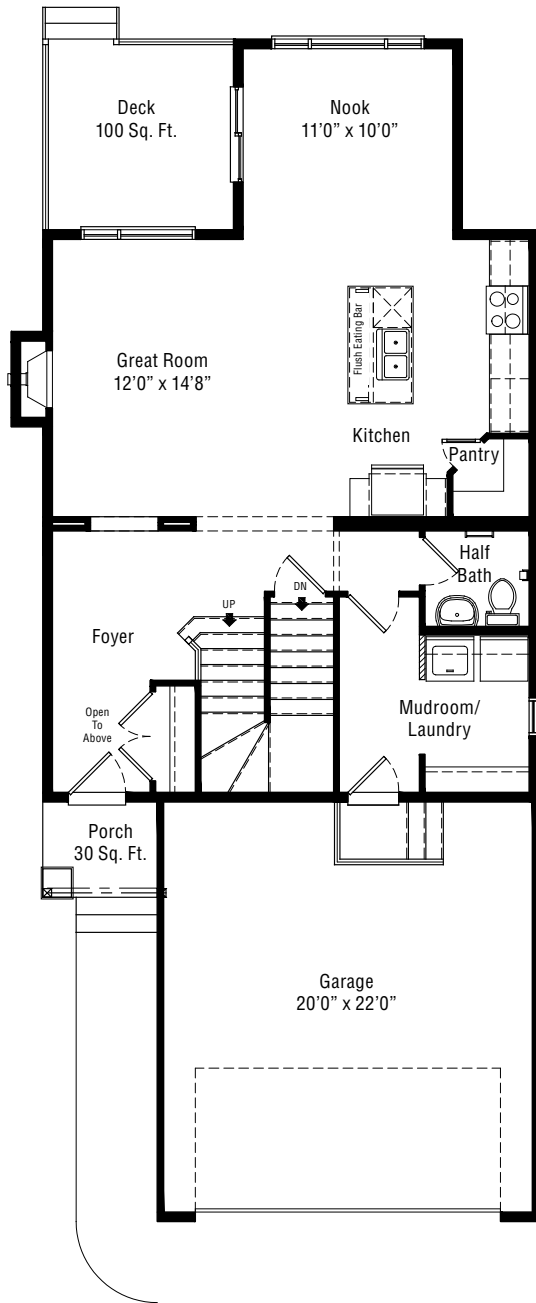 Deck
100 Sq. Ft.
Nook
11’0” x 10’0”
Flush Eating Bar
Great Room
12’0” x 14’8”
Kitchen
Pantry
Half
Bath
DN
UP
Foyer
Open
To
Above
Mudroom/
Laundry
Porch
30 Sq. Ft.
Garage
20’0” x 22’0”